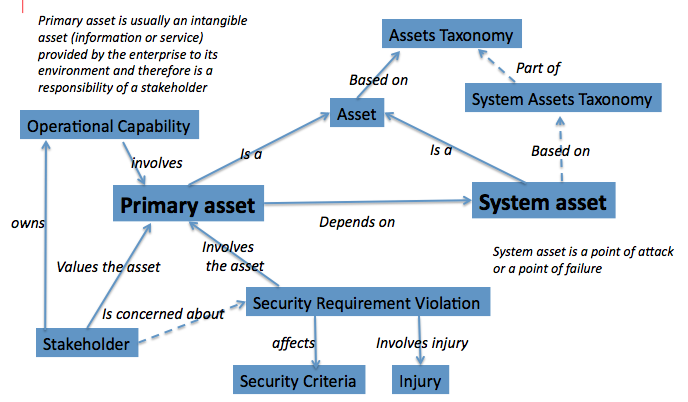 Primary asset is usually an intangible
asset (information or service)
provided by the enterprise to its
environment and therefore is a
responsibility of a stakeholder
Assets Taxonomy
Based on
Part of
System Assets Taxonomy
Asset
Operational Capability
involves
Is a
Is a
Based on
Primary asset
System asset
owns
Depends on
Values the asset
Involves
the asset
System asset is a point of attack
or a point of failure
Is concerned about
Security Requirement Violation
Stakeholder
affects
Involves injury
Security Criteria
Injury